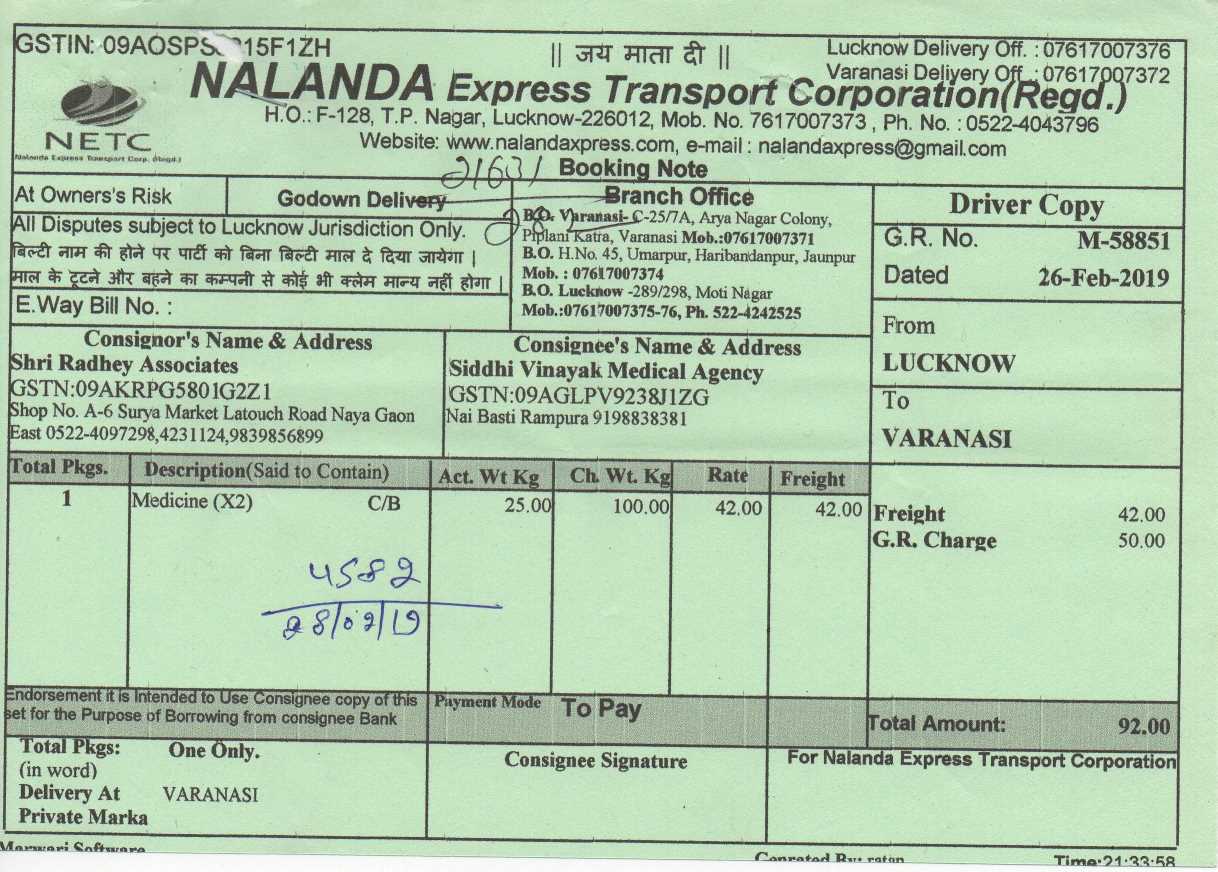 || जय माता दी ||
Lucknow Delivery Off. : 07617007376
Varanasi Delivery Off. : 07617007372
NALANDA Express Transport Corporation(Regd.)
NETC
Nalanda Express Transport Corp. (Regd.)
H.O.: F-128, T.P. Nagar, Lucknow-226012, Mob. No. 7617007373 , Ph. No. : 0522-4043796
Website: www.nalandaxpress.com, e-mail : nalandaxpress@gmail.com
21631 Booking Note
At Owners's Risk Godown Delivery
All Disputes subject to Lucknow Jurisdiction Only.
बिल्टी नाम की होने पर पार्टी को बिना बिल्टी माल दे दिया जायेगा |
माल के टूटने और बहने का कम्पनी से कोई भी क्लेम मान्य नहीं होगा |
E.Way Bill No. :
Branch Office
B.O. Varanasi- C-25/7A, Arya Nagar Colony,
Piplani Katra, Varanasi Mob.:07617007371
B.O. H.No. 45, Umarpur, Haribandanpur, Jaunpur
Mob. : 07617007374
B.O. Lucknow -289/298, Moti Nagar
Mob.:07617007375-76, Ph. 522-4242525
Driver Copy
G.R. No. M-58851
Dated 26-Feb-2019
From
LUCKNOW
To
VARANASI
Consignor's Name & Address
Shri Radhey Associates
GSTN:09AKRPG5801G2Z1
Shop No. A-6 Surya Market Latouch Road Naya Gaon
East 0522-4097298,4231124,9839856899
Consignee's Name & Address
Siddhi Vinayak Medical Agency
GSTN:09AGLPV9238J1ZG
Nai Basti Rampura 9198838381
Total Pkgs. Description(Said to Contain) Act. Wt Kg Ch. Wt. Kg Rate Freight
1 Medicine (X2) C/B 25.00 100.00 42.00 42.00
Freight 42.00
G.R. Charge 50.00
4582
28/02/19
Endorsement it is Intended to Use Consignee copy of this
set for the Purpose of Borrowing from consignee Bank
Payment Mode To Pay
Total Amount: 92.00
Total Pkgs: One Only.
(in word)
Delivery At VARANASI
Private Marka
Consignee Signature
For Nalanda Express Transport Corporation
Marwari Software
Time:21:33:58